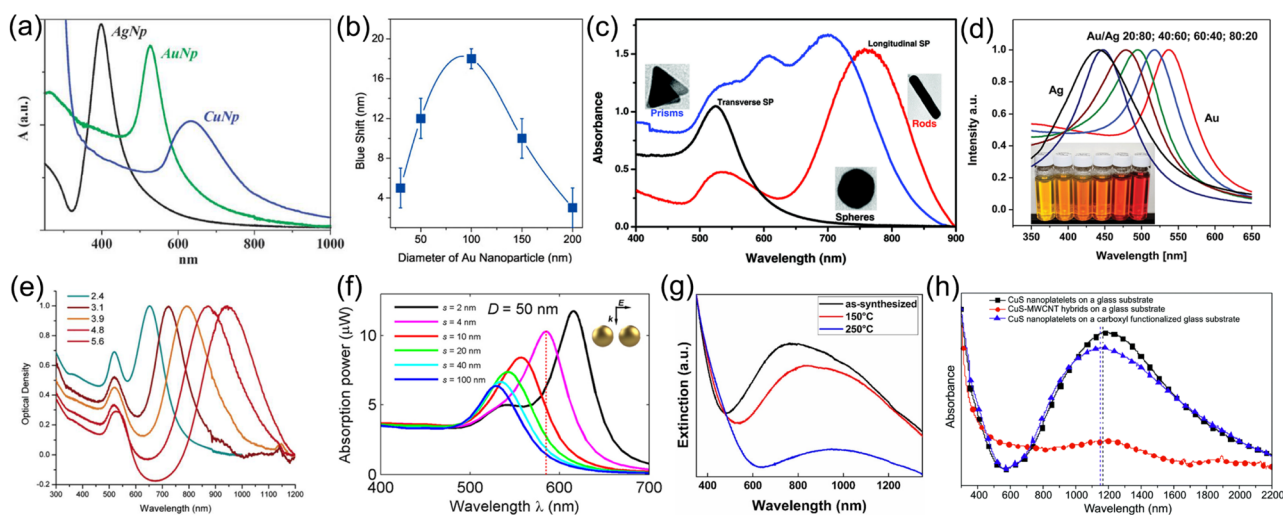 (a)
AgNp
AuNp
CuNp
A (a.u.)
400 600 800 1000
nm
(b)
20
16
12
8
4
Blue Shift (nm)
50 100 150 200
Diameter of Au Nanoparticle (nm)
(c)
Longitudinal SP
Prisms
Transverse SP
Rods
Spheres
Absorbance
1.5
1.0
0.5
0.0
400 500 600 700 800 900
Wavelength (nm)
(d)
Au/Ag 20:80; 40:60; 60:40; 80:20
Ag
Au
Intensity a.u.
1.0
0.8
0.6
0.4
0.2
0.0
350 400 450 500 550 600 650
Wavelength [nm]
(e)
2.4
3.1
3.9
4.8
5.6
Optical Density
1.0
0.8
0.6
0.4
0.2
0.0
300 400 500 600 700 800 900 1000 1100 1200
Wavelength (nm)
(f)
s = 2 nm
s = 4 nm
s = 10 nm
s = 20 nm
s = 40 nm
s = 100 nm
D = 50 nm
E
k
Absorption power (µW)
10
5
0
400 500 600 700
Wavelength λ (nm)
(g)
as-synthesized
150°C
250°C
Extinction (a.u.)
400 600 800 1000 1200
Wavelength (nm)
(h)
CuS nanoplatelets on a glass substrate
CuS-MWCNT hybrids on a glass substrate
CuS nanoplatelets on a carboxyl functionalized glass substrate
Absorbance
400 600 800 1000 1200 1400 1600 1800 2000 2200
Wavelength (nm)